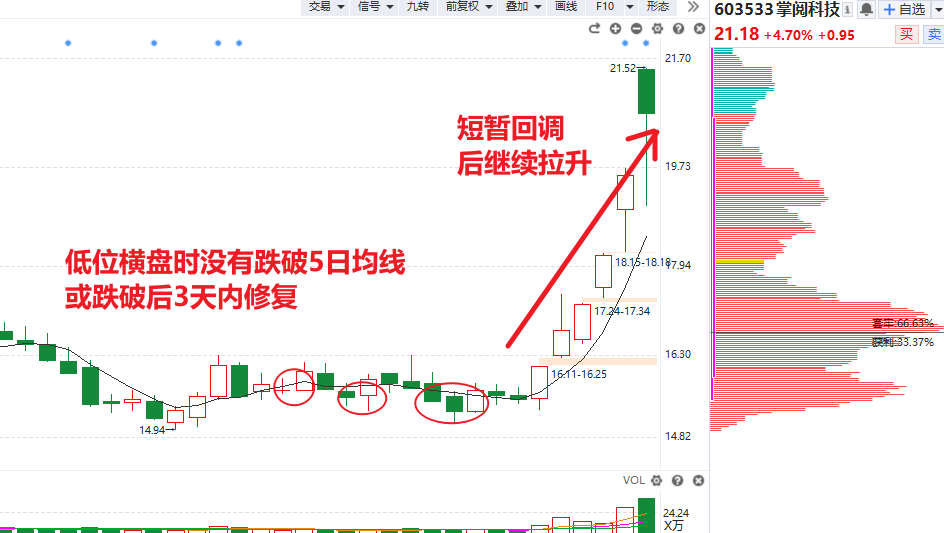 交易 信号 九转 前复权 叠加 画线 F10 形态
603533 掌阅科技 自选
21.18 +4.70% +0.95 买 卖
21.70
21.52
短暂回调
后继续拉升
19.73
低位横盘时没有跌破5日均线
或跌破后3天内修复
18.15-18.18
17.94
17.24-17.34
套牢:66.63%
获利:33.37%
16.30
16.11-16.25
14.94
14.82
VOL
24.24
X万